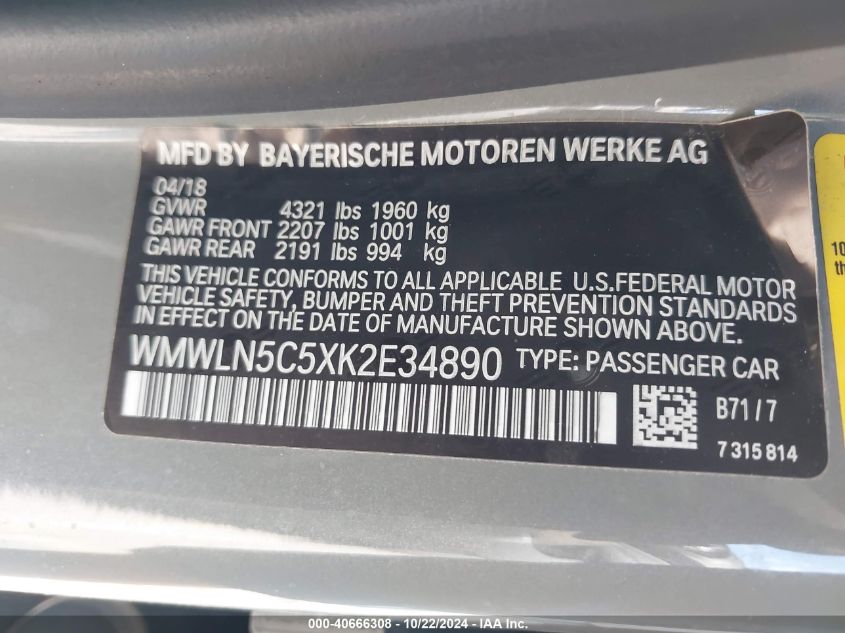 MFD BY BAYERISCHE MOTOREN WERKE AG
04/18
GVWR 4321 lbs 1960 kg
GAWR FRONT 2207 lbs 1001 kg
GAWR REAR 2191 lbs 994 kg
THIS VEHICLE CONFORMS TO ALL APPLICABLE U.S.FEDERAL MOTOR
VEHICLE SAFETY, BUMPER AND THEFT PREVENTION STANDARDS
IN EFFECT ON THE DATE OF MANUFACTURE SHOWN ABOVE.
WMWLN5C5XK2E34890 TYPE: PASSENGER CAR
B71/7
7 315 814
10
th
000-40666308 - 10/22/2024 - IAA Inc.